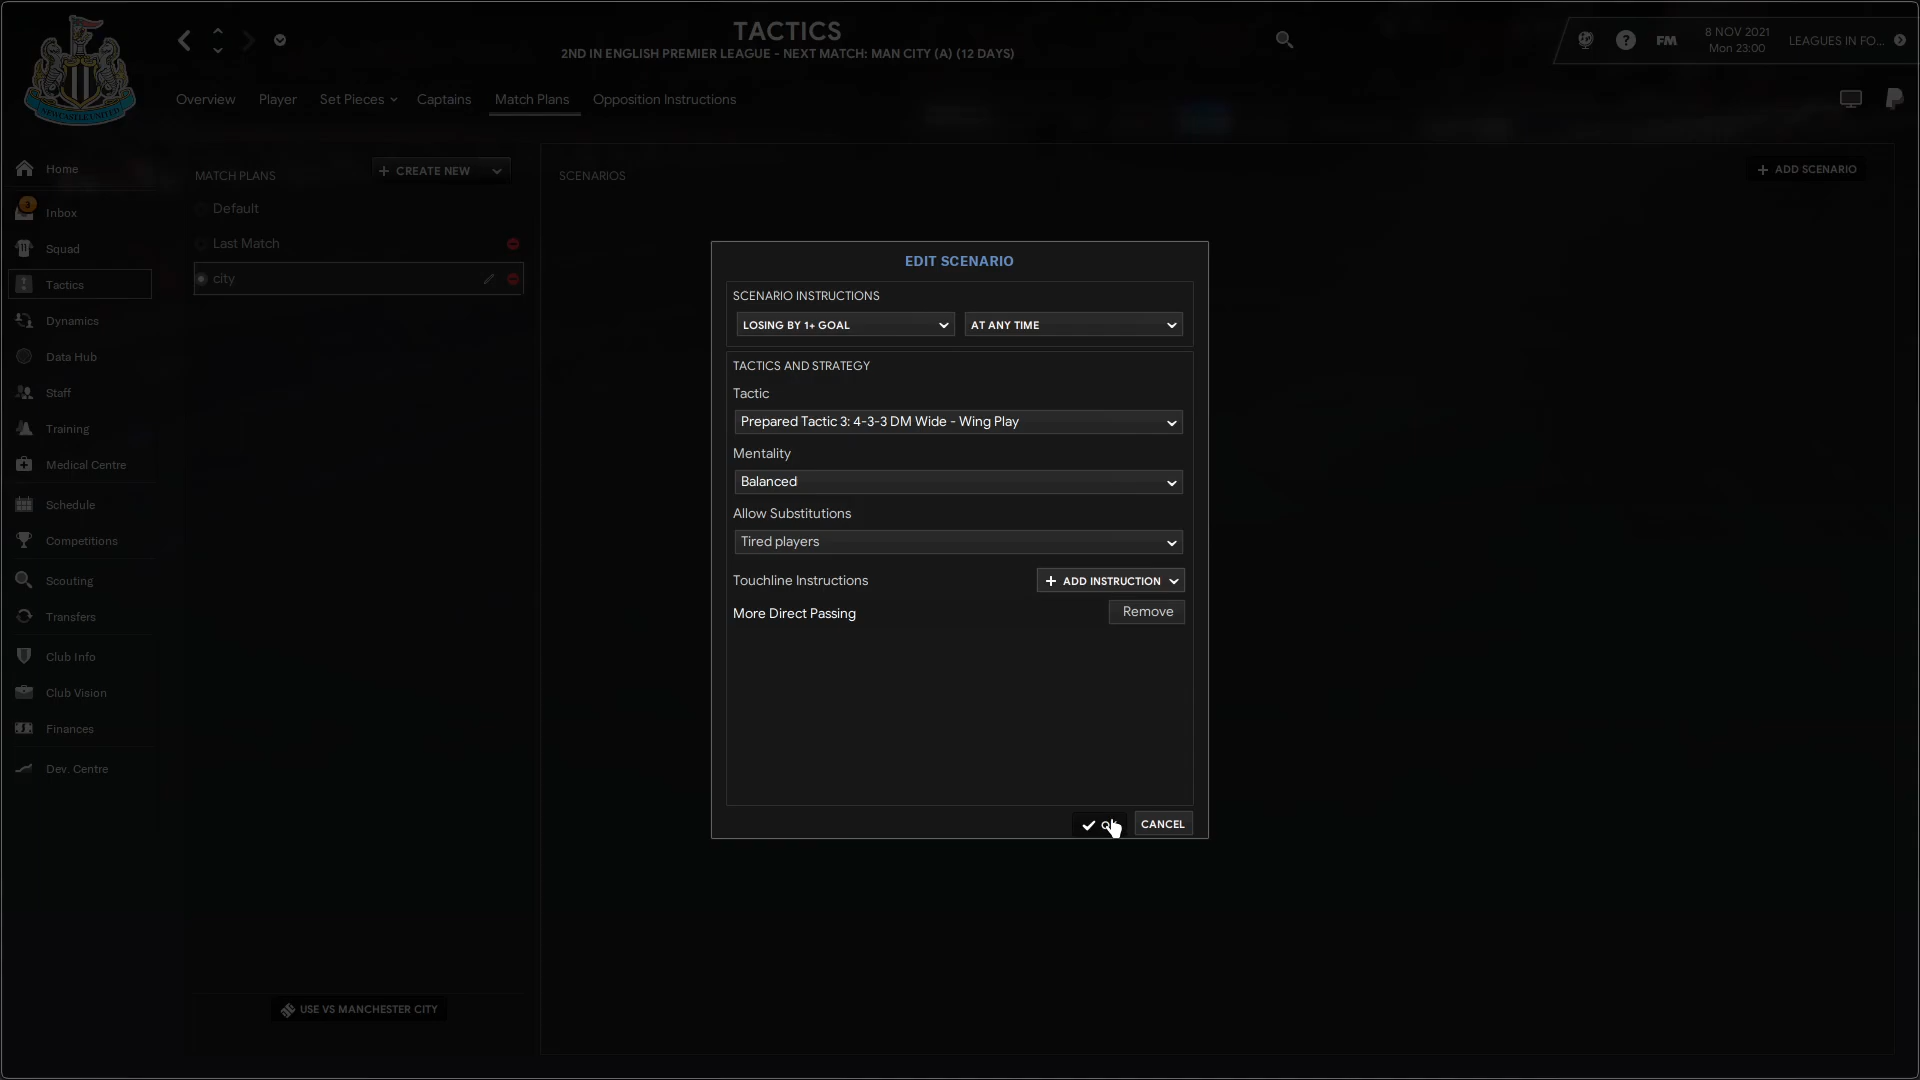 TACTICS
2ND IN ENGLISH PREMIER LEAGUE - NEXT MATCH: MAN CITY (A) (12 DAYS)
FM
8 NOV 2021
Mon 23:00
LEAGUES IN FO...
NEWCASTLE UNITED
Overview
Player
Set Pieces
Captains
Match Plans
Opposition Instructions
Home
3
Inbox
Squad
Tactics
Dynamics
Data Hub
Staff
Training
Medical Centre
Schedule
Competitions
Scouting
Transfers
Club Info
Club Vision
Finances
Dev. Centre
MATCH PLANS
CREATE NEW
Default
Last Match
city
USE VS MANCHESTER CITY
SCENARIOS
ADD SCENARIO
EDIT SCENARIO
SCENARIO INSTRUCTIONS
LOSING BY 1+ GOAL
AT ANY TIME
TACTICS AND STRATEGY
Tactic
Prepared Tactic 3: 4-3-3 DM Wide - Wing Play
Mentality
Balanced
Allow Substitutions
Tired players
Touchline Instructions
ADD INSTRUCTION
More Direct Passing
Remove
CANCEL